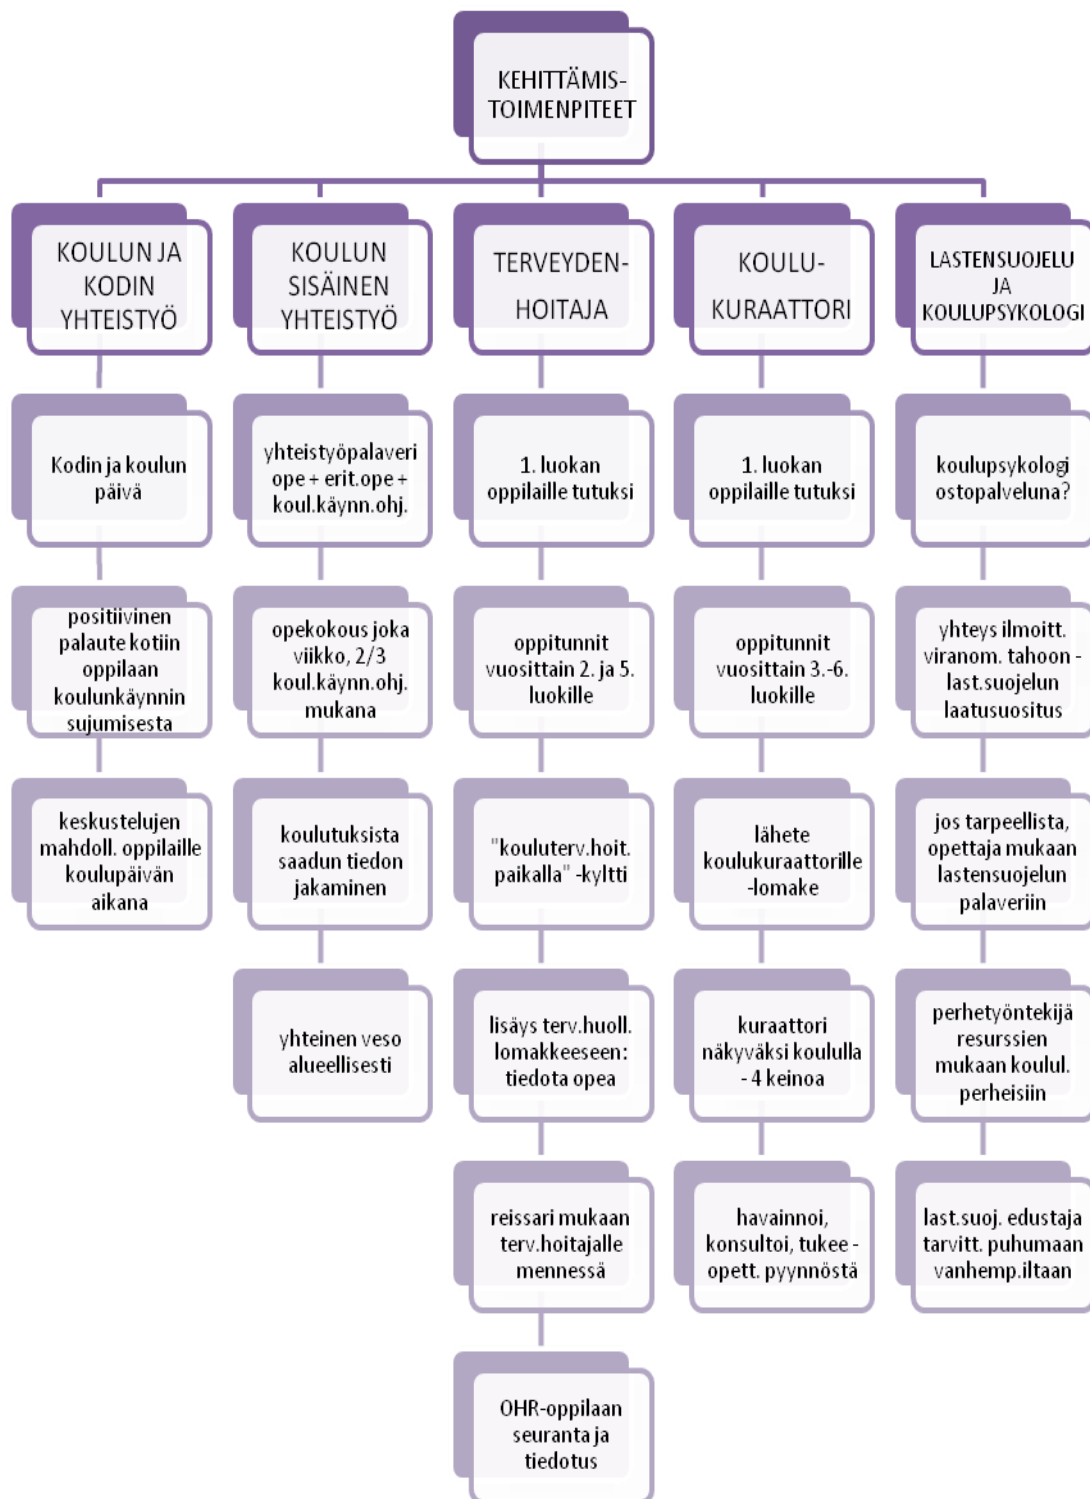 KEHITTÄMIS-
TOIMENPITEET
KOULUN JA
KODIN
YHTEISTYÖ
Kodin ja koulun
päivä
positiivinen
palaute kotiin
oppilaan
koulunkäynnin
sujumisesta
keskustelujen
mahdoll. oppilaille
koulupäivän
aikana
KOULUN
SISÄINEN
YHTEISTYÖ
yhteistyöpalaveri
ope + erit.ope +
koul.käynn.ohj.
opekokous joka
viikko, 2/3
koul.käynn.ohj.
mukana
koulutuksista
saadun tiedon
jakaminen
yhteinen veso
alueellisesti
TERVEYDEN-
HOITAJA
1. luokan
oppilaille tutuksi
oppitunnit
vuosittain 2. ja 5.
luokille
"kouluterv.hoit.
paikalla" -kyltti
lisäys terv.huoll.
lomakkeeseen:
tiedota opea
reissari mukaan
terv.hoitajalle
mennessä
OHR-oppilaan
seuranta ja
tiedotus
KOULU-
KURAATTORI
1. luokan
oppilaille tutuksi
oppitunnit
vuosittain 3.-6.
luokille
lähete
koulukuraattorille
-lomake
kuraattori
näkyväksi koululla
- 4 keinoa
havainnoi,
konsultoi, tukee -
opett. pyynnöstä
LASTENSUOJELU
JA
KOULUPSYKOLOGI
koulupsykologi
ostopalveluna?
yhteys ilmoitt.
viranom. tahoon -
last.suojelun
laatusuositus
jos tarpeellista,
opettaja mukaan
lastensuojelun
palaveriin
perhetyöntekijä
resurssien
mukaan koulul.
perheisiin
last.suoj. edustaja
tarvitt. puhumaan
vanhemp.iltaan